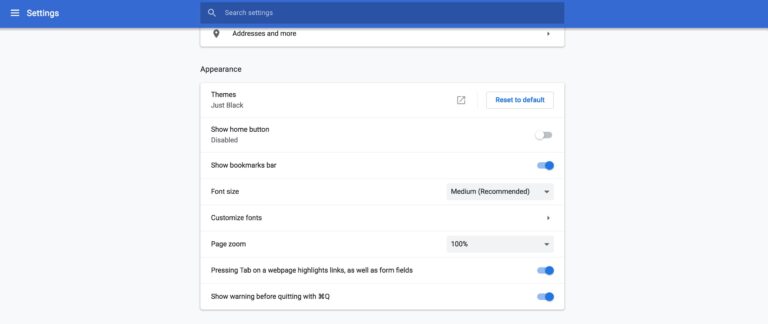 Settings
Search settings
Addresses and more
Appearance
Themes
Just Black
Reset to default
Show home button
Disabled
Show bookmarks bar
Font size
Medium (Recommended)
Customize fonts
Page zoom
100%
Pressing Tab on a webpage highlights links, as well as form fields
Show warning before quitting with ⌘Q